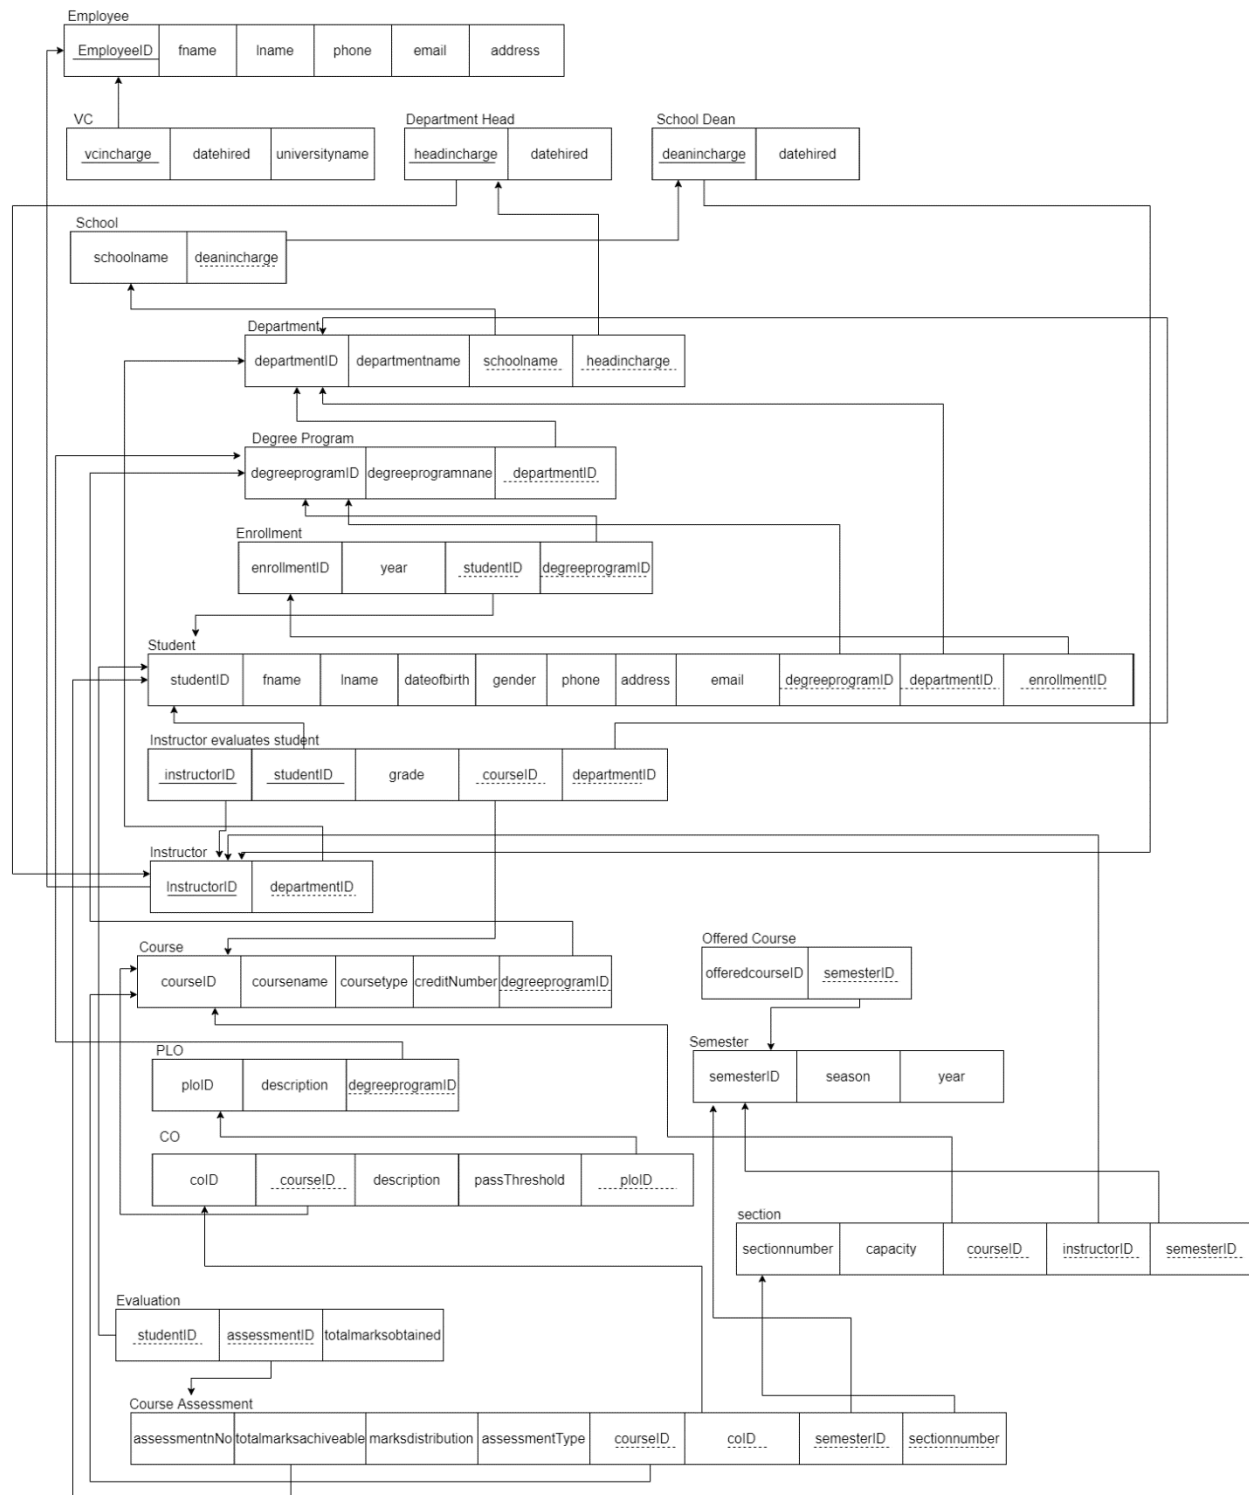 Employee
EmployeeID fname lname phone email address
VC Department Head School Dean
vcincharge datehired universityname headincharge datehired deanincharge datehired
School
schoolname deanincharge
Department
departmentID departmentname schoolname headincharge
Degree Program
degreeprogramID degreeprogramnane departmentID
Enrollment
enrollmentID year studentID degreeprogramID
Student
studentID fname lname dateofbirth gender phone address email degreeprogramID departmentID enrollmentID
Instructor evaluates student
instructorID studentID grade courseID departmentID
Instructor
InstructorID departmentID
Offered Course
offeredcourseID semesterID
Course
courseID coursename coursetype creditNumber degreeprogramID
Semester
semesterID season year
PLO
ploID description degreeprogramID
CO
coID courseID description passThreshold ploID
section
sectionnumber capacity courseID instructorID semesterID
Evaluation
studentID assessmentID totalmarksobtained
Course Assessment
assessmentnNo totalmarksachiveable marksdistribution assessmentType courseID coID semesterID sectionnumber